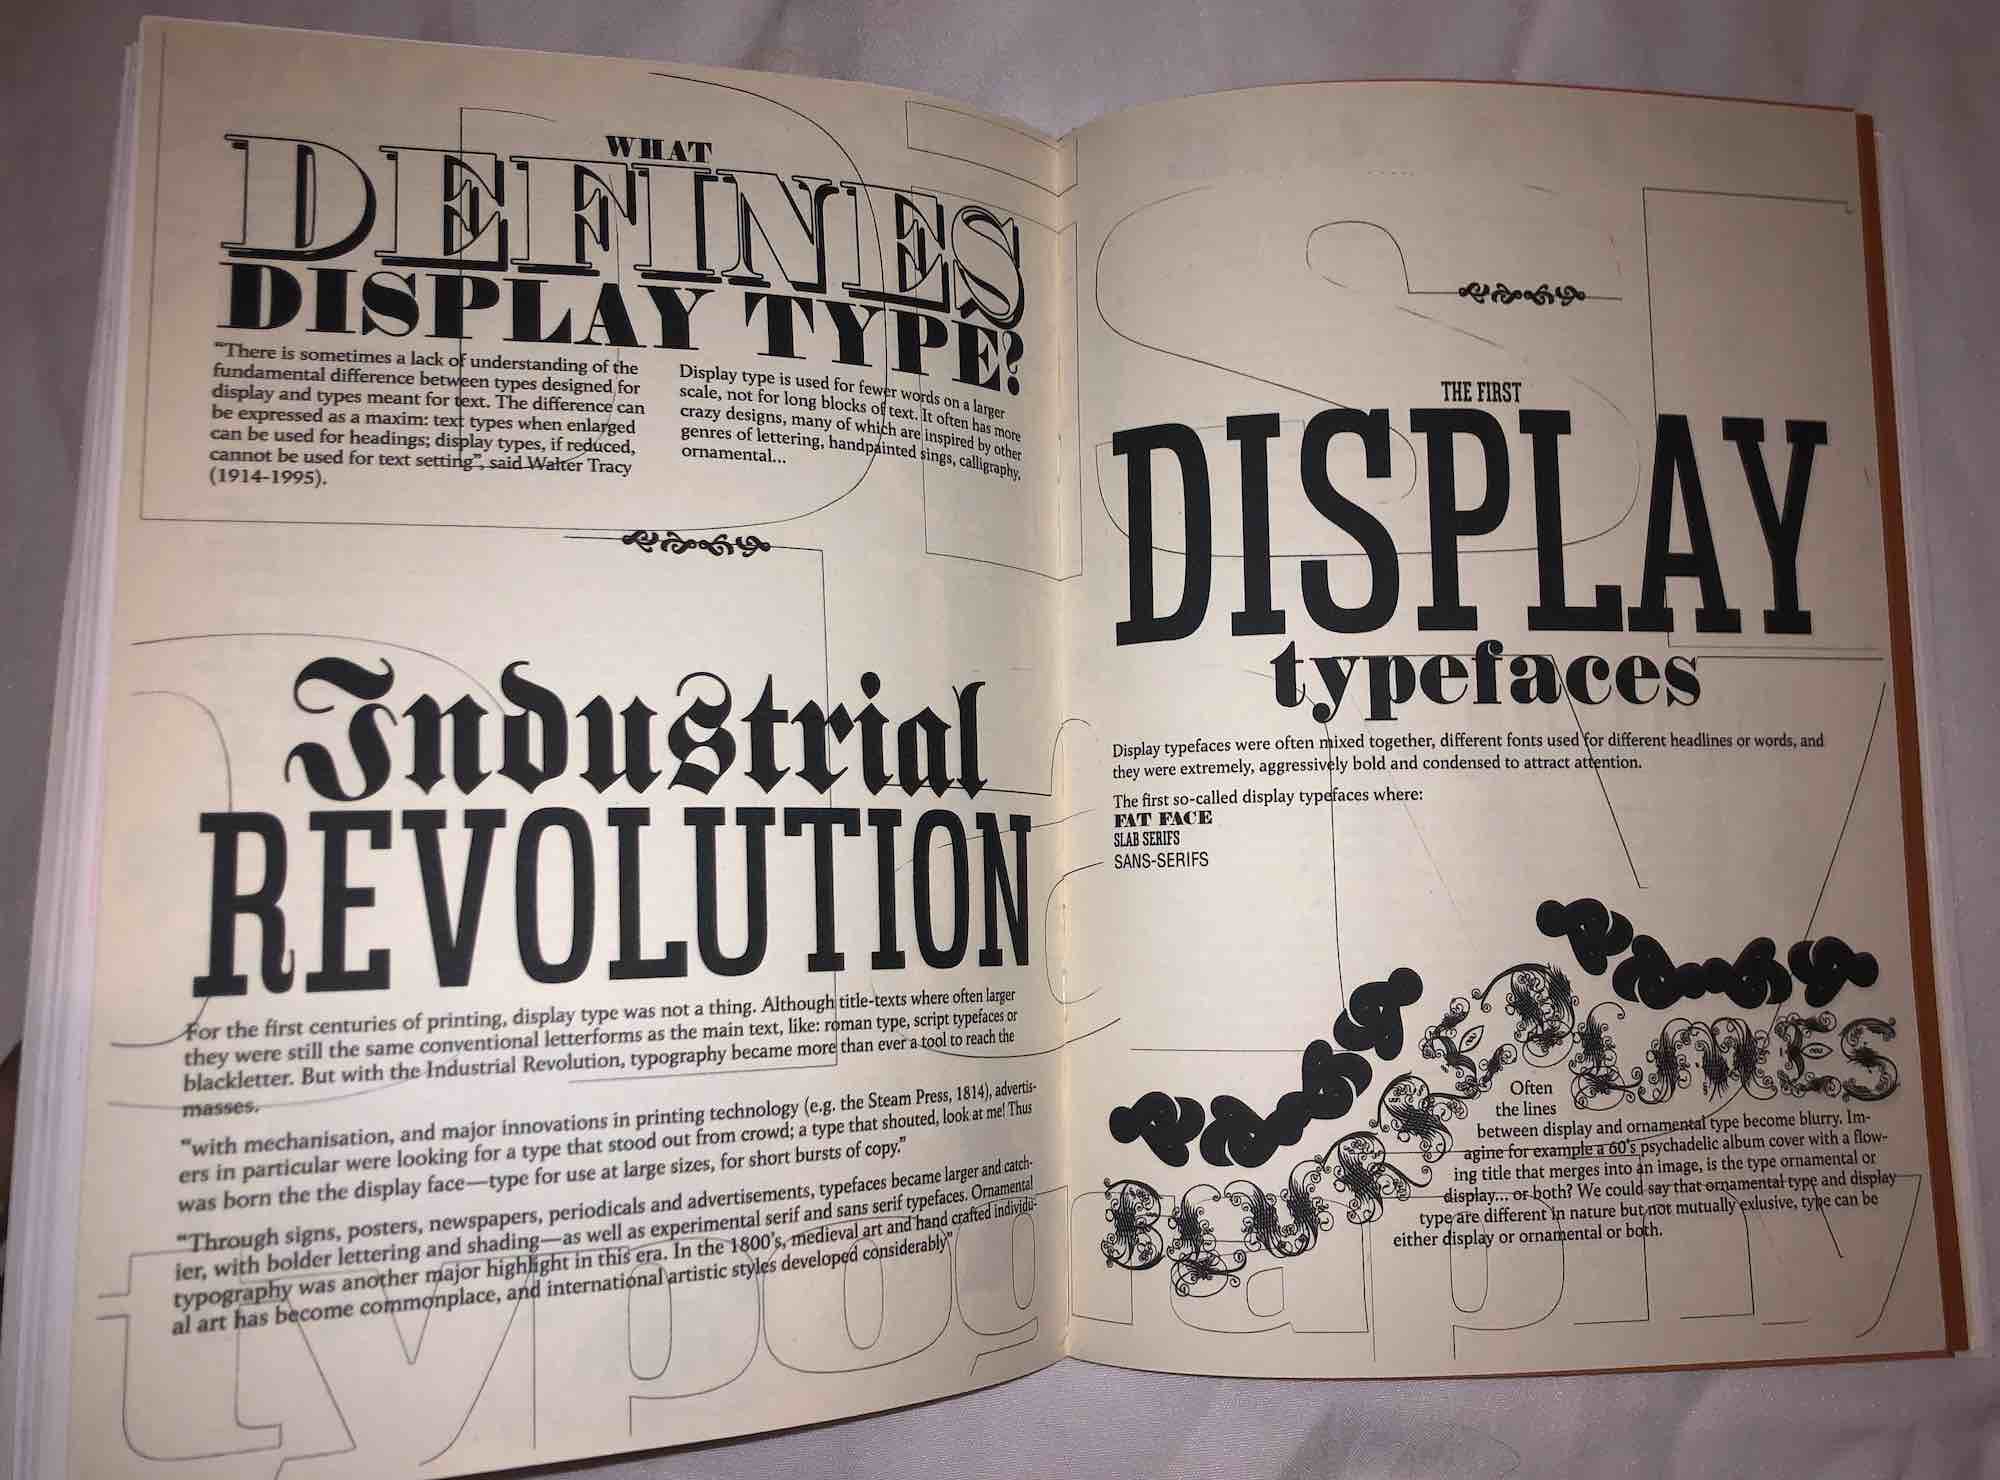 WHAT
DEFINES
DISPLAY TYPE?
“There is sometimes a lack of understanding of the
fundamental difference between types designed for
display and types meant for text. The difference can
be expressed as a maxim: text types when enlarged
can be used for headings; display types, if reduced,
cannot be used for text setting”, said Walter Tracy
(1914-1995).
Display type is used for fewer words on a larger
scale, not for long blocks of text. It often has more
crazy designs, many of which are inspired by other
genres of lettering, handpainted sings, calligraphy,
ornamental...
Industrial
REVOLUTION
For the first centuries of printing, display type was not a thing. Although title-texts where often larger
they were still the same conventional letterforms as the main text, like: roman type, script typefaces or
blackletter. But with the Industrial Revolution, typography became more than ever a tool to reach the
masses.
“with mechanisation, and major innovations in printing technology (e.g. the Steam Press, 1814), advertis-
ers in particular were looking for a type that stood out from crowd; a type that shouted, look at me! Thus
was born the the display face—type for use at large sizes, for short bursts of copy.”
“Through signs, posters, newspapers, periodicals and advertisements, typefaces became larger and catch-
ier, with bolder lettering and shading—as well as experimental serif and sans serif typefaces. Ornamental
typography was another major highlight in this era. In the 1800’s, medieval art and hand crafted individu-
al art has become commonplace, and international artistic styles developed considerably”
THE FIRST
DISPLAY
typefaces
Display typefaces were often mixed together, different fonts used for different headlines or words, and
they were extremely, aggressively bold and condensed to attract attention.
The first so-called display typefaces where:
FAT FACE
SLAB SERIFS
SANS-SERIFS
BLURRED LINES
Often
the lines
between display and ornamental type become blurry. Im-
agine for example a 60’s psychadelic album cover with a flow-
ing title that merges into an image, is the type ornamental or
display... or both? We could say that ornamental type and display
type are different in nature but not mutually exlusive, type can be
either display or ornamental or both.
typography